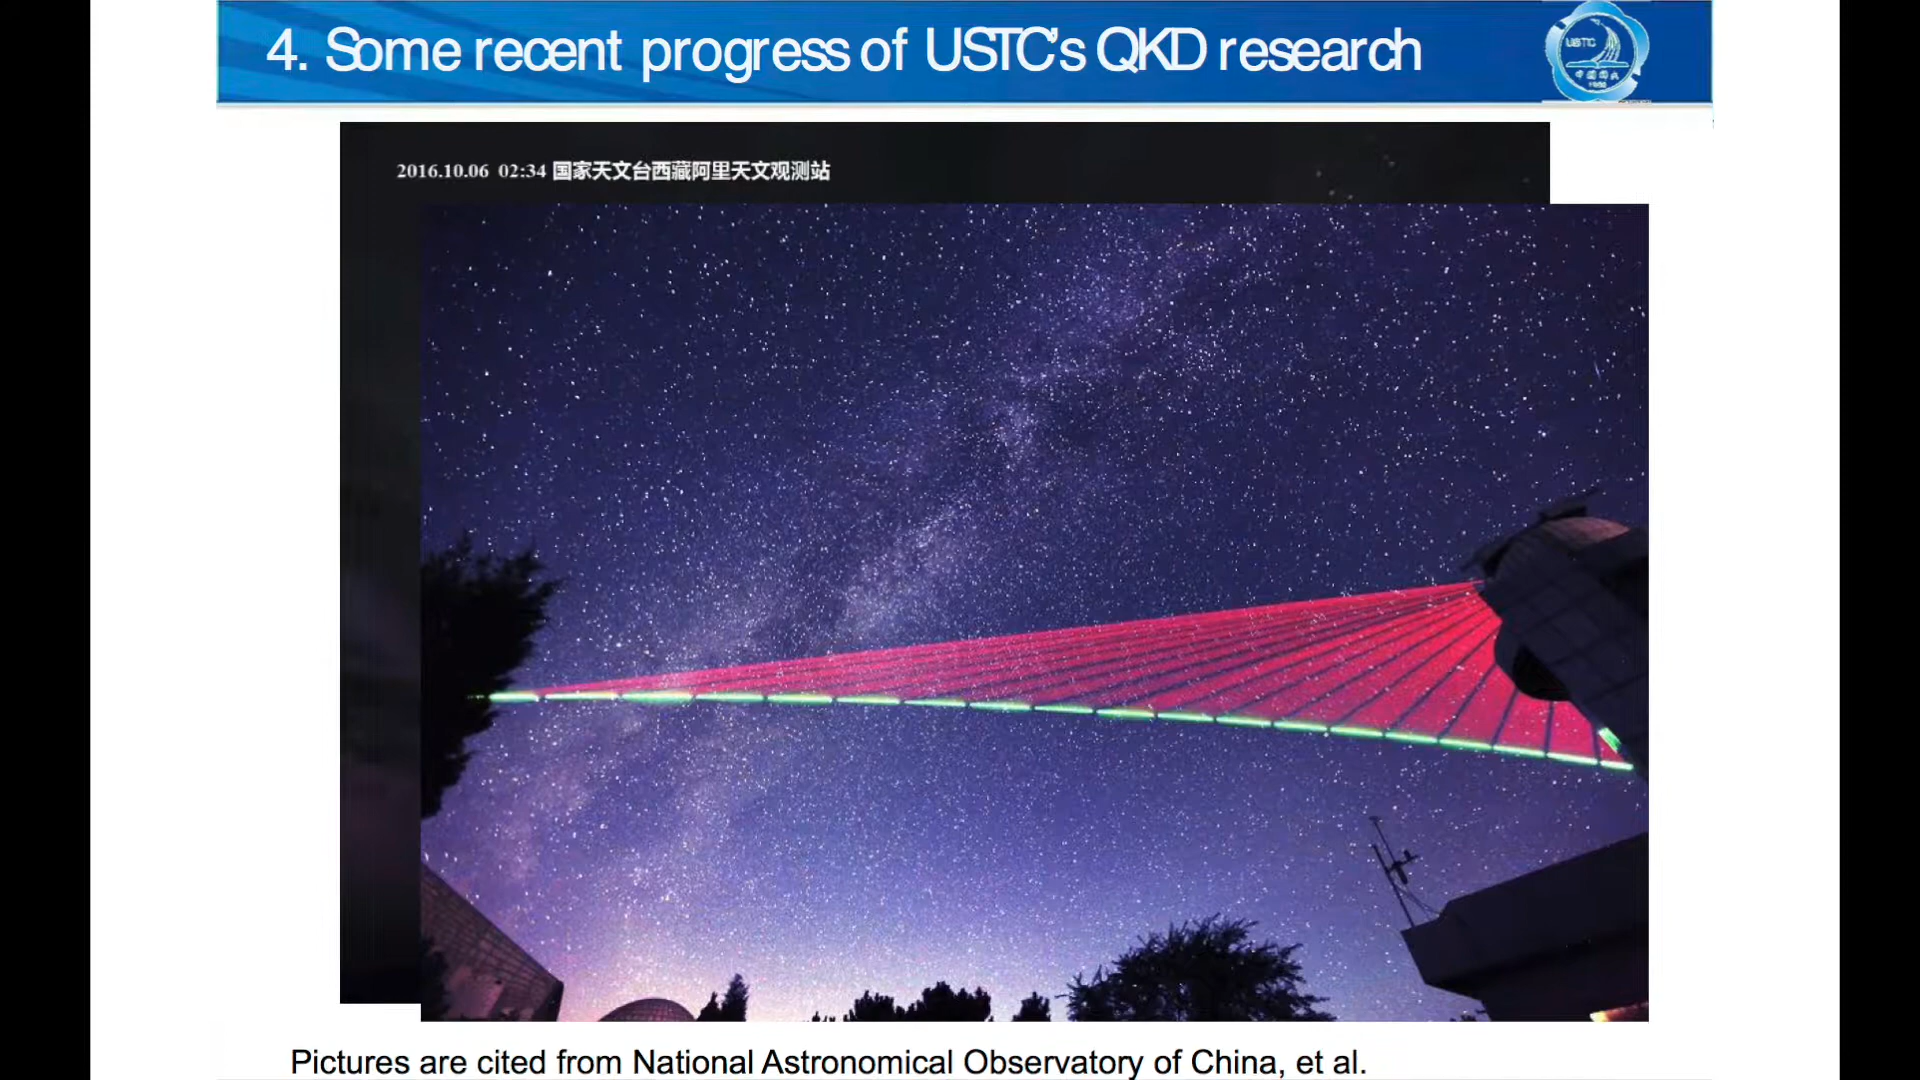 4. Some recent progress of USTC's QKD research
USTC
2016.10.06 02:34 国家天文台西藏阿里天文观测站
Pictures are cited from National Astronomical Observatory of China, et al.